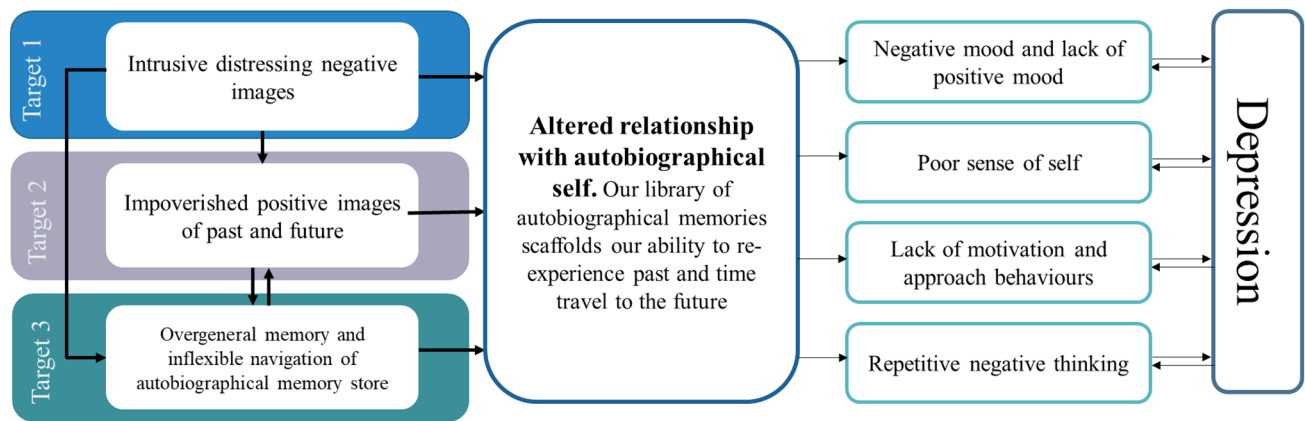 Target 1
Intrusive distressing negative
images
Target 2
Impoverished positive images
of past and future
Target 3
Overgeneral memory and
inflexible navigation of
autobiographical memory store
Altered relationship
with autobiographical
self. Our library of
autobiographical memories
scaffolds our ability to re-
experience past and time
travel to the future
Negative mood and lack of
positive mood
Poor sense of self
Lack of motivation and
approach behaviours
Repetitive negative thinking
Depression